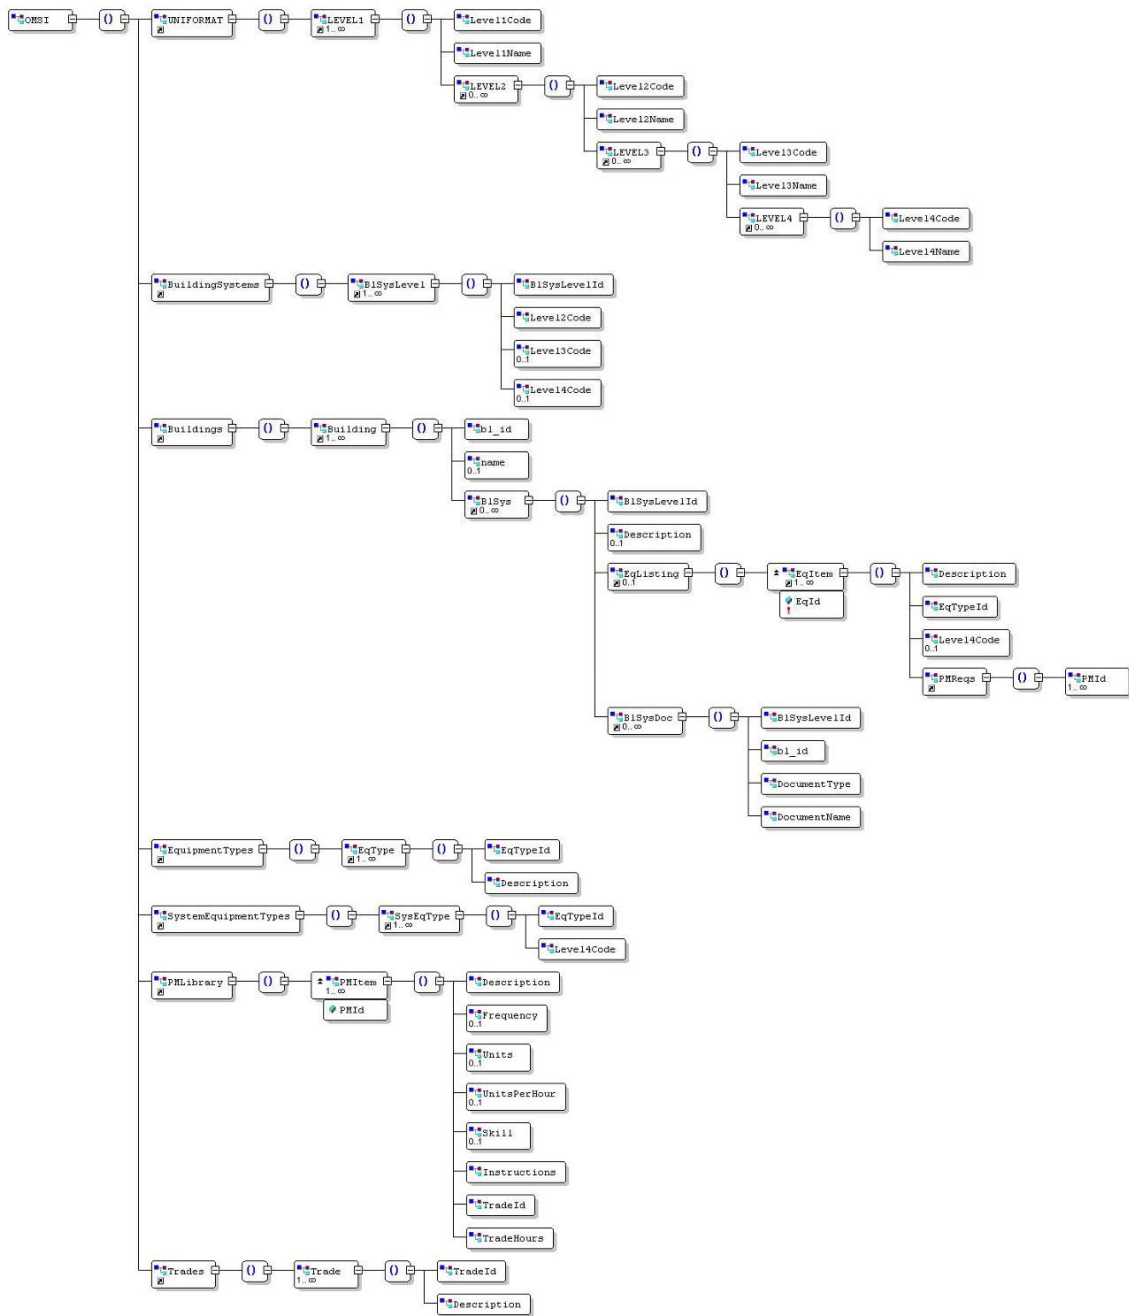 OMSI () UNIFORMAT () LEVEL1 () Level1Code
1..∞
Level1Name
LEVEL2 () Level2Code
0..∞
Level2Name
LEVEL3 () Level3Code
0..∞
Level3Name
LEVEL4 () Level4Code
0..∞
Level4Name
BuildingSystems () BlSysLevel () BlSysLevelId
1..∞
Level2Code
Level3Code
0..1
Level4Code
0..1
Buildings () Building () bl_id
1..∞
name
0..1
BlSys () BlSysLevelId
0..∞
Description
0..1
EqListing () EqItem () Description
0..1 1..∞
EqId
EqTypeId
Level4Code
0..1
PMReqs () PMId
1..∞
BlSysDoc () BlSysLevelId
0..∞
bl_id
DocumentType
DocumentName
EquipmentTypes () EqType () EqTypeId
1..∞
Description
SystemEquipmentTypes () SysEqType () EqTypeId
1..∞
Level4Code
PMLibrary () PMItem () Description
1..∞
PMId
Frequency
0..1
Units
0..1
UnitsPerHour
0..1
Skill
0..1
Instructions
TradeId
TradeHours
Trades () Trade () TradeId
1..∞
Description